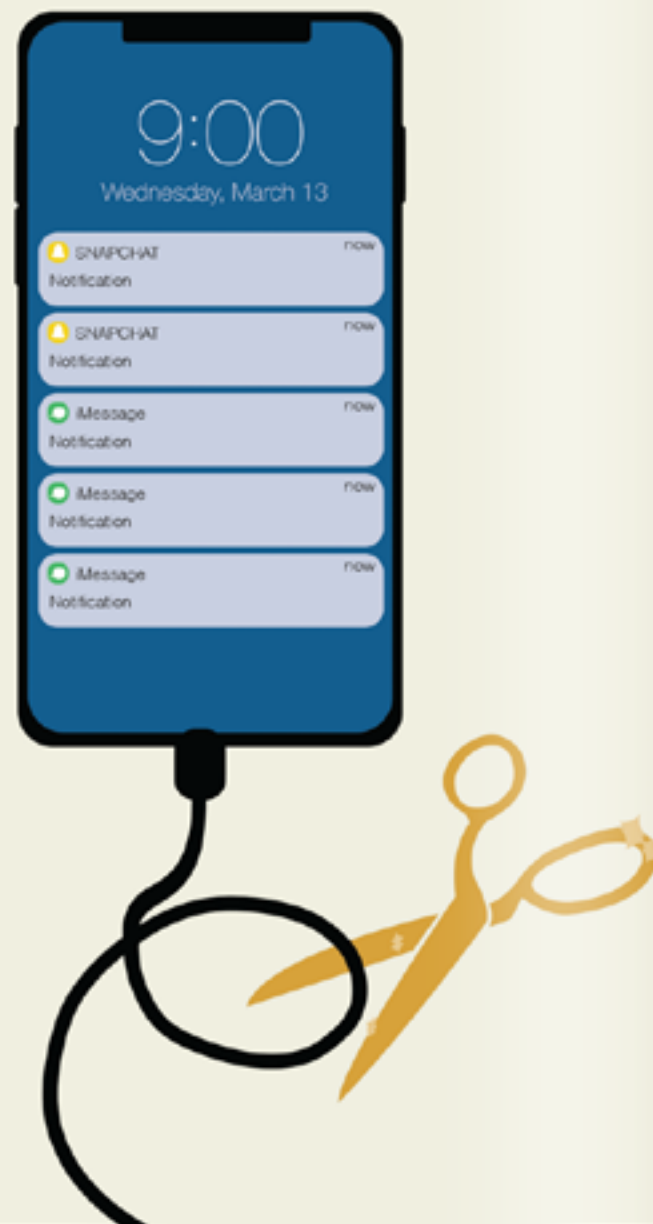 9:00
Wednesday, March 13
SNAPCHAT now
Notification
SNAPCHAT now
Notification
iMessage now
Notification
iMessage now
Notification
iMessage now
Notification